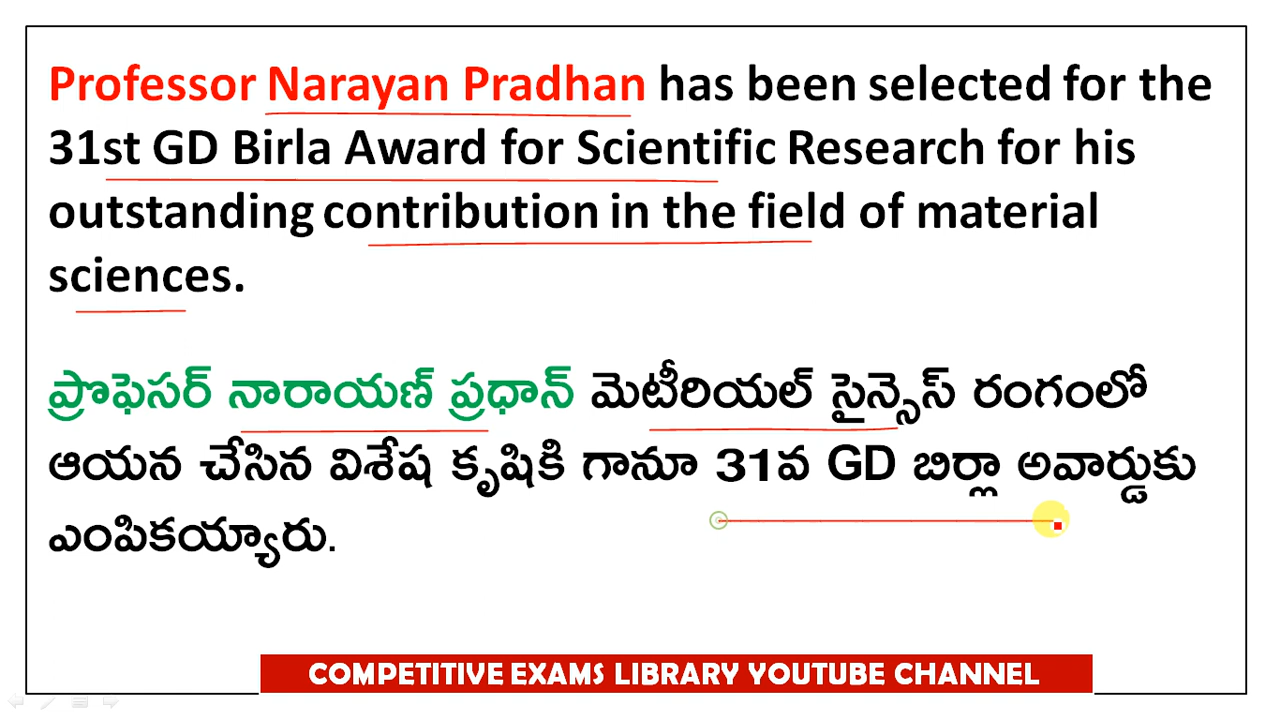 Professor Narayan Pradhan has been selected for the
31st GD Birla Award for Scientific Research for his
outstanding contribution in the field of material
sciences.
ప్రొఫెసర్ నారాయణ్ ప్రధాన్ మెటీరియల్ సైన్సెస్ రంగంలో
ఆయన చేసిన విశేష కృషికి గానూ 31వ GD బిర్లా అవార్డుకు
ఎంపికయ్యారు.
COMPETITIVE EXAMS LIBRARY YOUTUBE CHANNEL